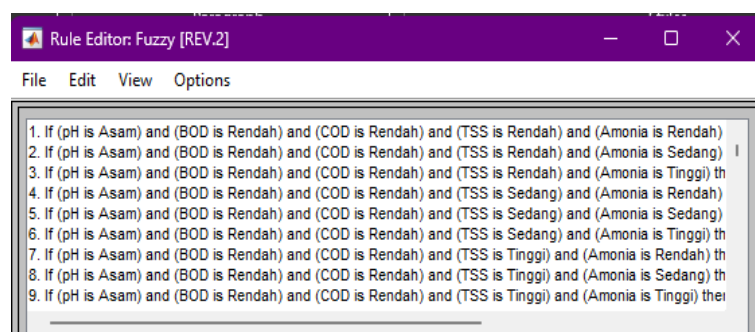 Rule Editor: Fuzzy [REV.2]
File Edit View Options
1. If (pH is Asam) and (BOD is Rendah) and (COD is Rendah) and (TSS is Rendah) and (Amonia is Rendah)
2. If (pH is Asam) and (BOD is Rendah) and (COD is Rendah) and (TSS is Rendah) and (Amonia is Sedang)
3. If (pH is Asam) and (BOD is Rendah) and (COD is Rendah) and (TSS is Rendah) and (Amonia is Tinggi) th
4. If (pH is Asam) and (BOD is Rendah) and (COD is Rendah) and (TSS is Sedang) and (Amonia is Rendah)
5. If (pH is Asam) and (BOD is Rendah) and (COD is Rendah) and (TSS is Sedang) and (Amonia is Sedang)
6. If (pH is Asam) and (BOD is Rendah) and (COD is Rendah) and (TSS is Sedang) and (Amonia is Tinggi) th
7. If (pH is Asam) and (BOD is Rendah) and (COD is Rendah) and (TSS is Tinggi) and (Amonia is Rendah) th
8. If (pH is Asam) and (BOD is Rendah) and (COD is Rendah) and (TSS is Tinggi) and (Amonia is Sedang) th
9. If (pH is Asam) and (BOD is Rendah) and (COD is Rendah) and (TSS is Tinggi) and (Amonia is Tinggi) the